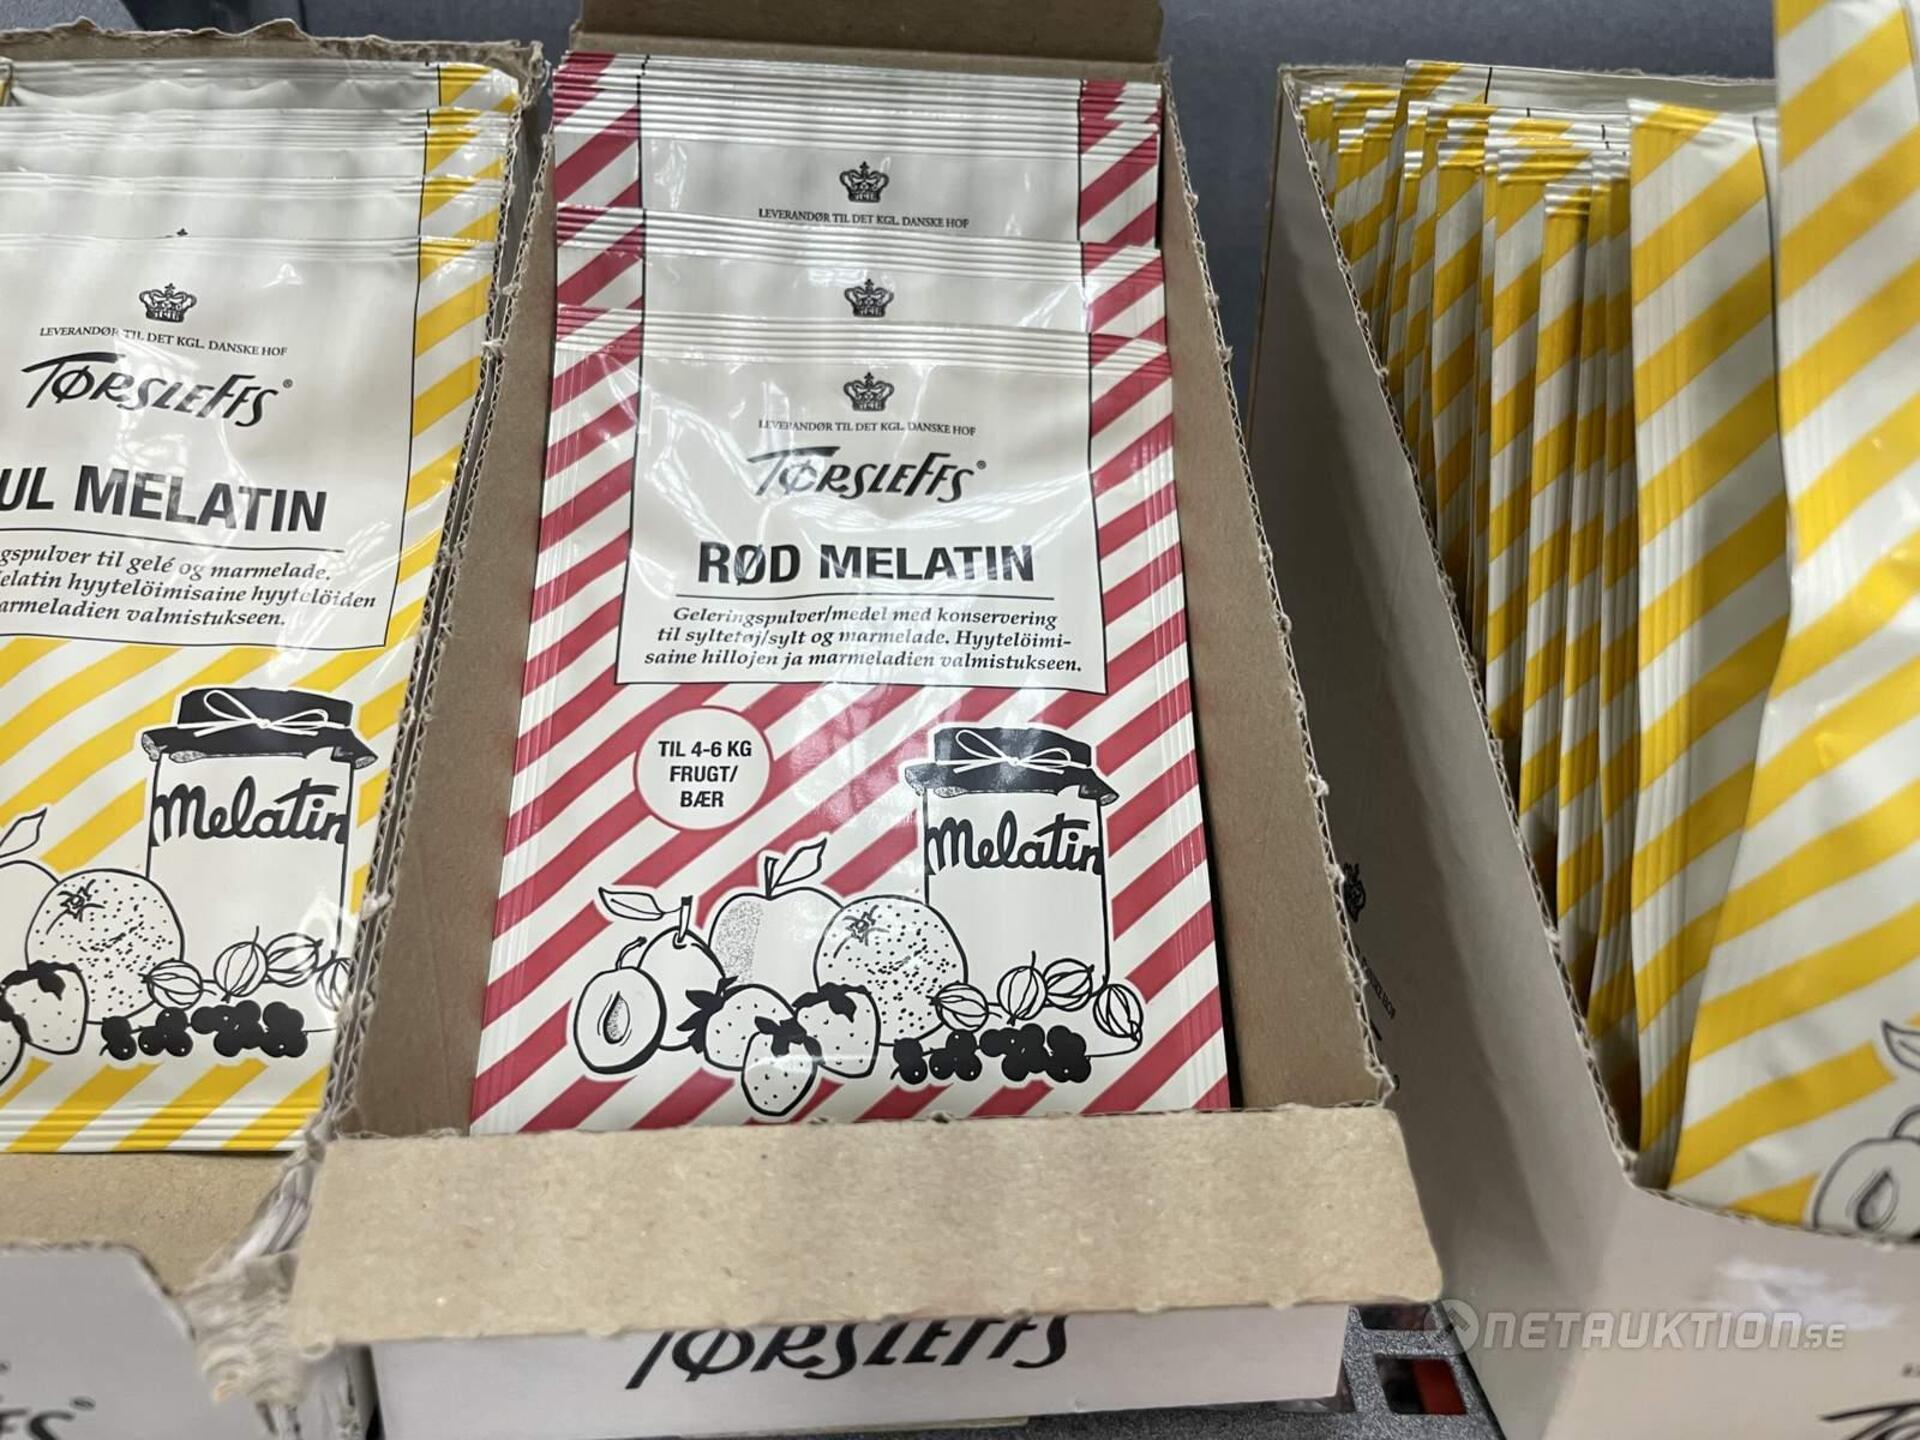 LEVERANDØR TIL DET KGL. DANSKE HOF
TØRSLEFFS®
UL MELATIN
gspulver til gelé og marmelade.
elatin hyytelöimisaine hyytelöiden
armeladien valmistukseen.
Melatin
LEVERANDØR TIL DET KGL. DANSKE HOF
LEVERANDØR TIL DET KGL. DANSKE HOF
TØRSLEFFS®
RØD MELATIN
Geleringspulver/medel med konservering
til syltetøj/sylt og marmelade. Hyytelöimi-
saine hillojen ja marmeladien valmistukseen.
TIL 4-6 KG
FRUGT/
BÆR
Melatin
TØRSLEFFS
NETAUKTION.SE